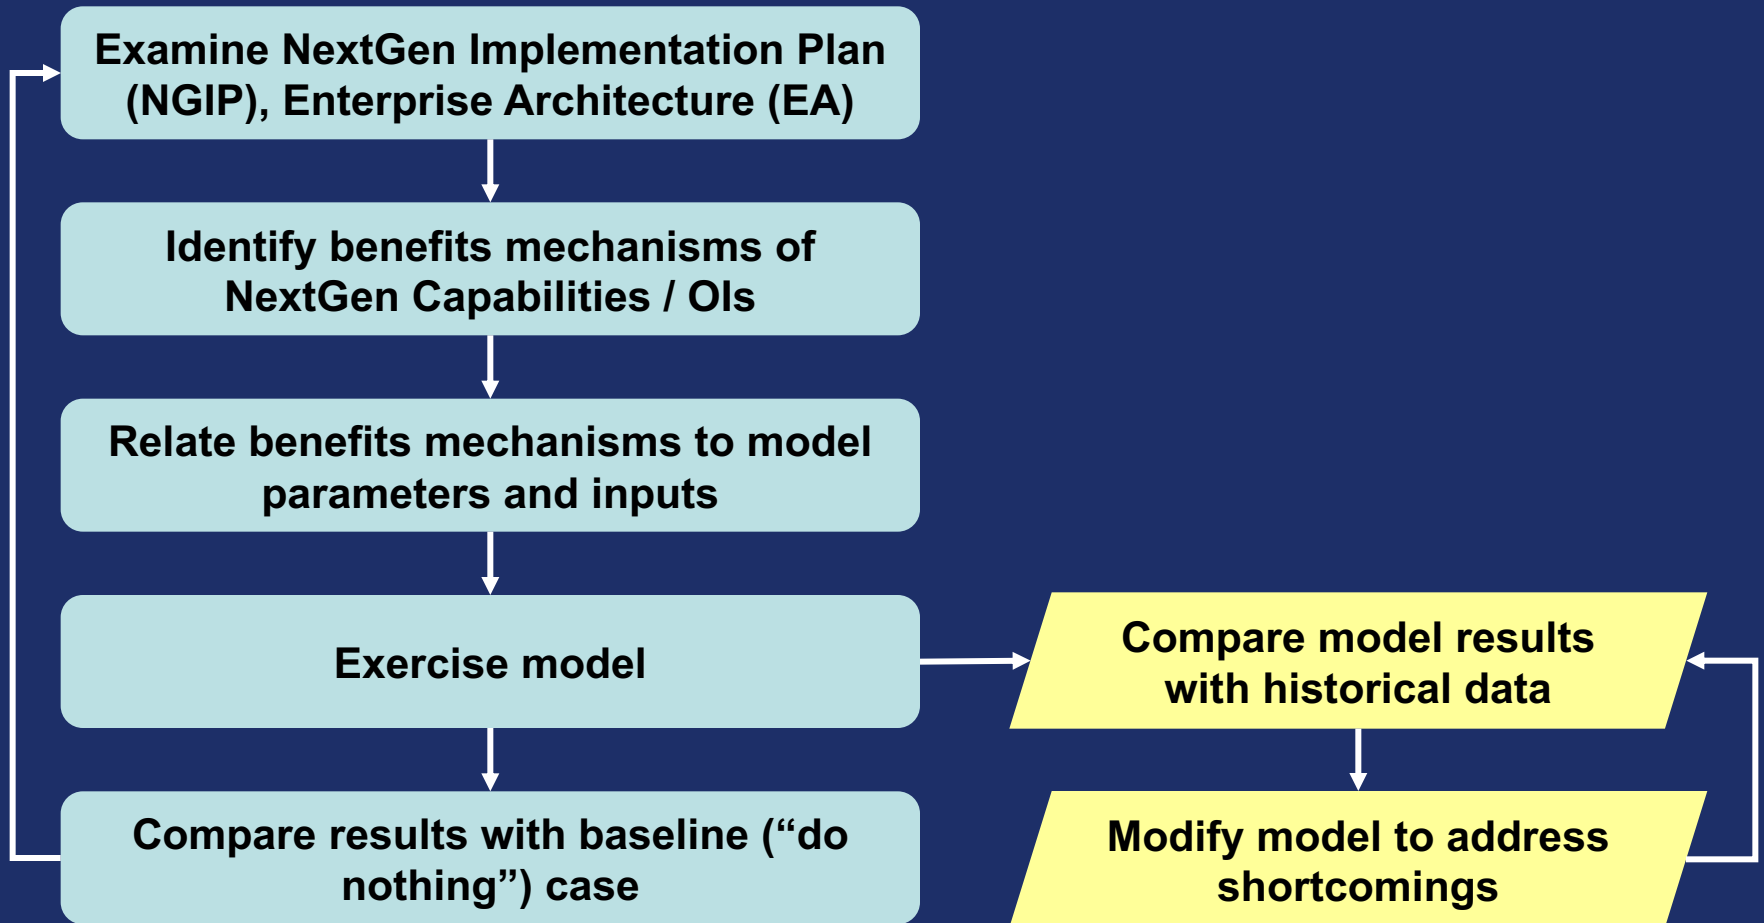 Examine NextGen Implementation Plan
(NGIP), Enterprise Architecture (EA)
Identify benefits mechanisms of
NextGen Capabilities / OIs
Relate benefits mechanisms to model
parameters and inputs
Exercise model
Compare results with baseline (“do
nothing”) case
Compare model results
with historical data
Modify model to address
shortcomings